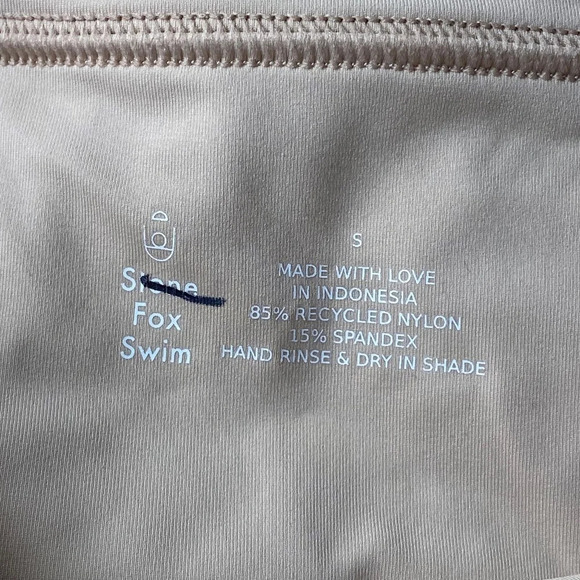 Stone
Fox
Swim
S
MADE WITH LOVE
IN INDONESIA
85% RECYCLED NYLON
15% SPANDEX
HAND RINSE & DRY IN SHADE